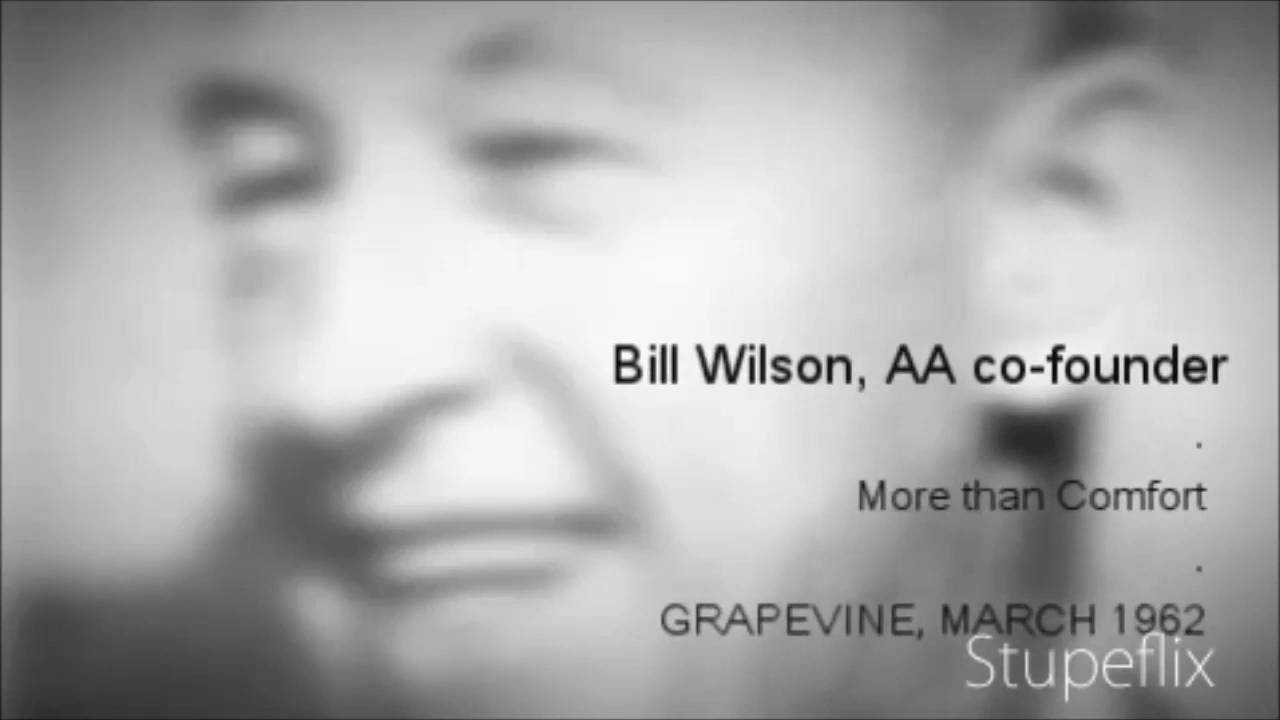 Bill Wilson, AA co-founder
.
More than Comfort
.
GRAPEVINE, MARCH 1962
Stupeflix